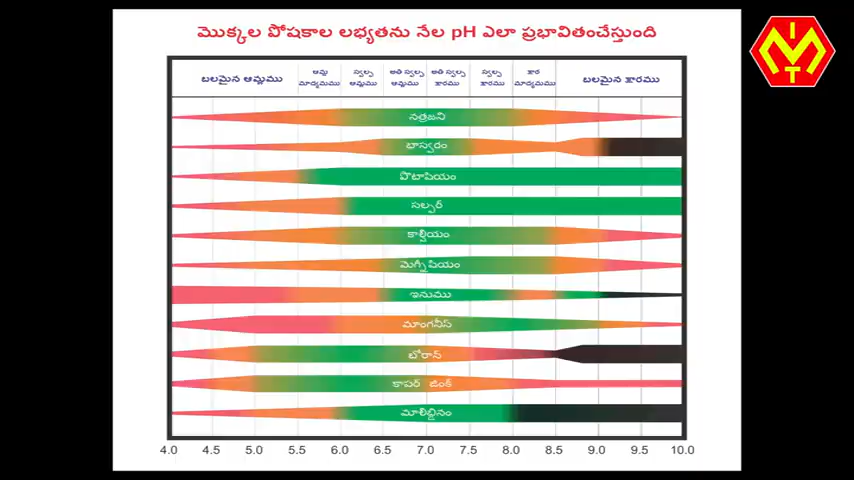 మొక్కల పోషకాల లభ్యతను నేల pH ఎలా ప్రభావితంచేస్తుంది
బలమైన ఆమ్లము
ఆమ్ల మాధ్యమము
స్వల్ప ఆమ్లము
అతి స్వల్ప ఆమ్లము
అతి స్వల్ప క్షారము
స్వల్ప క్షారము
క్షార మాధ్యమము
బలమైన క్షారము
నత్రజని
భాస్వరం
పొటాషియం
సల్ఫర్
కాల్షియం
మెగ్నీషియం
ఇనుము
మాంగనీస్
బోరాన్
కాపర్ జింక్
మాలిబ్డినం
4.0 4.5 5.0 5.5 6.0 6.5 7.0 7.5 8.0 8.5 9.0 9.5 10.0
I M T